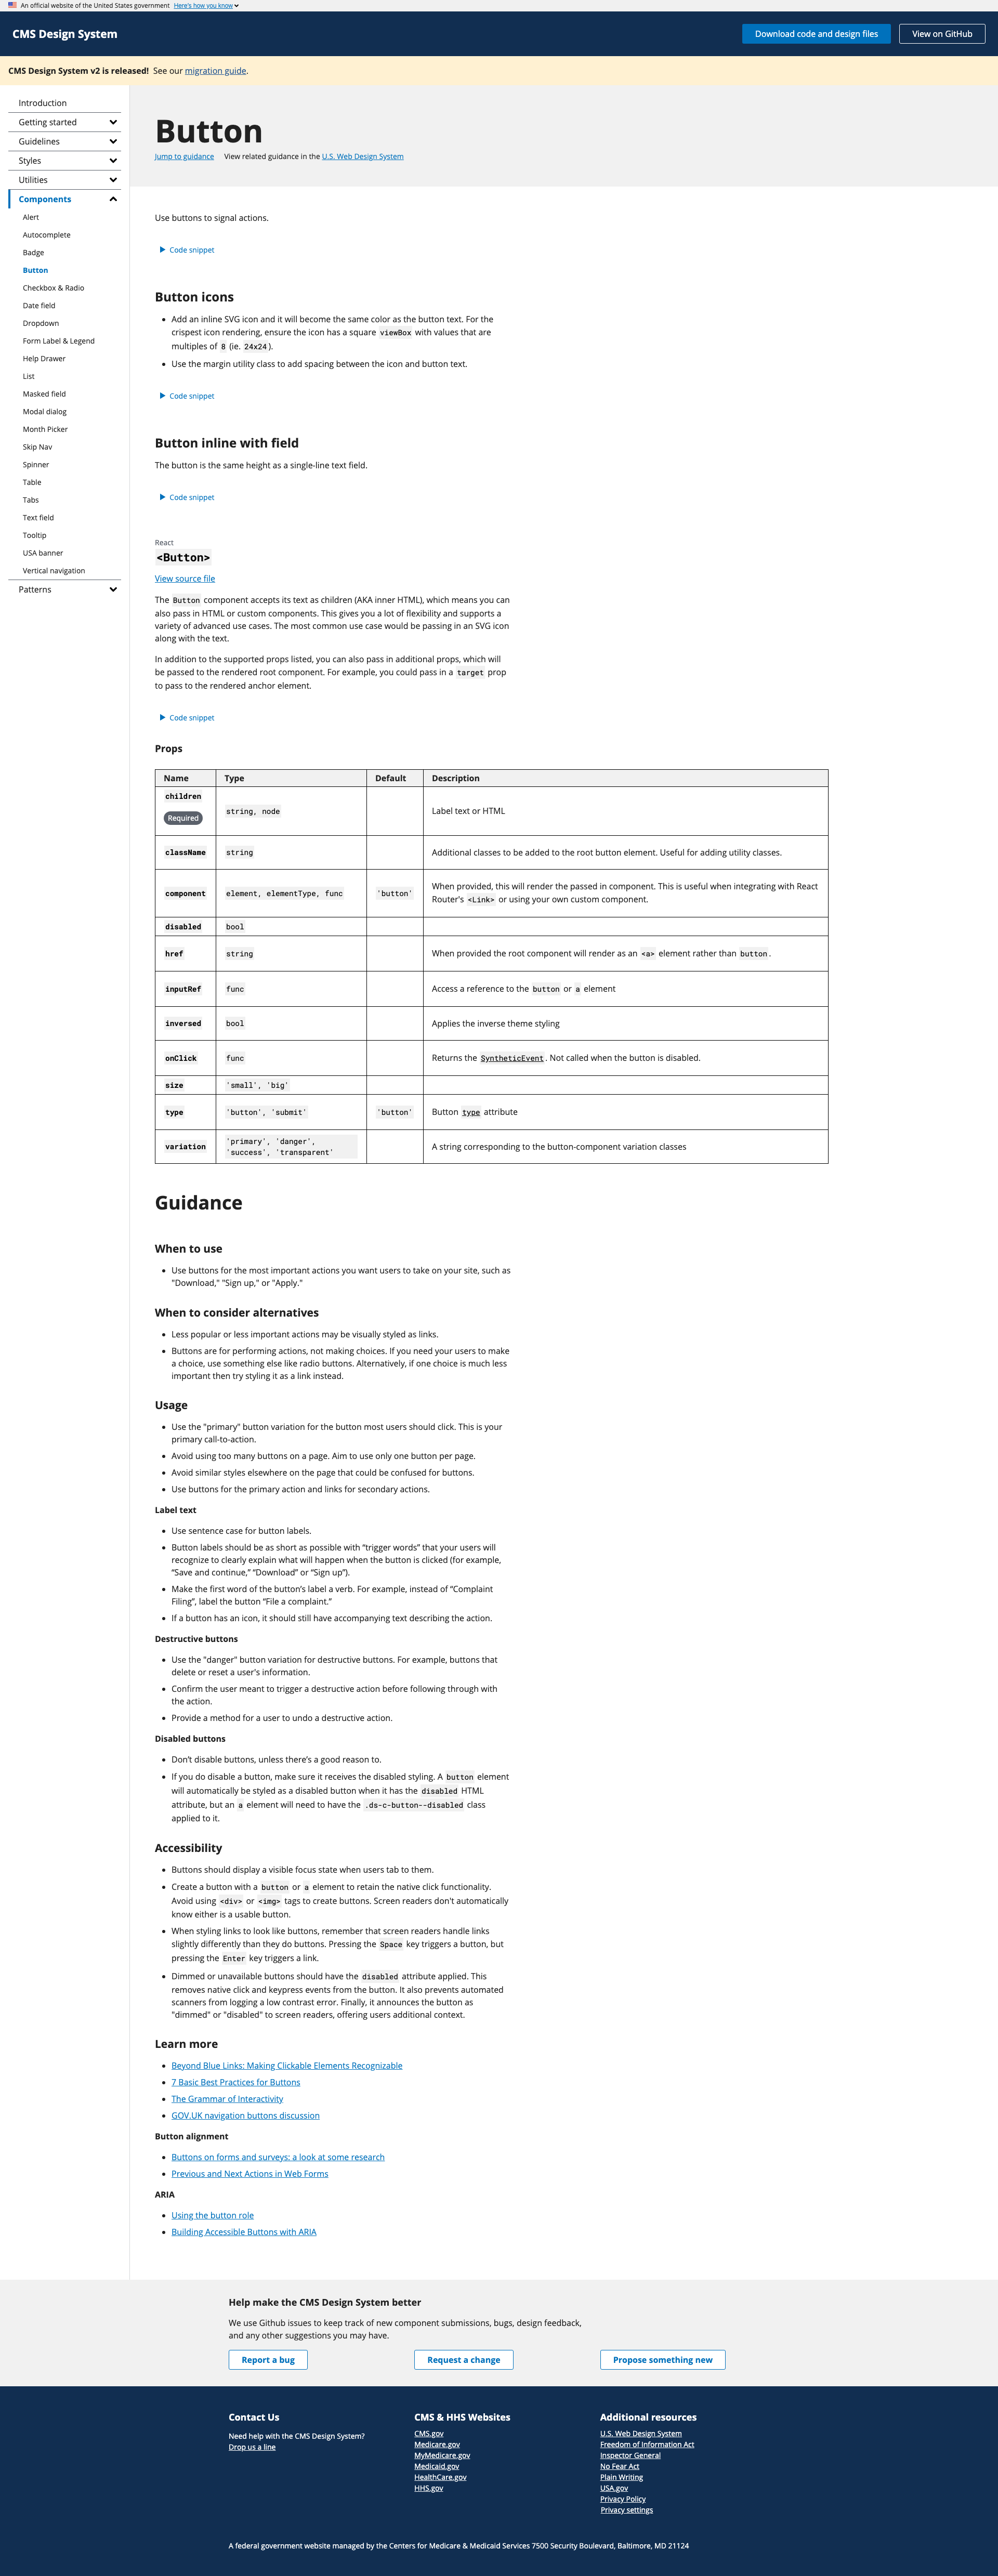 An official website of the United States government Here's how you know
CMS Design System
Download code and design files
View on GitHub
CMS Design System v2 is released! See our migration guide.
Introduction
Getting started
Guidelines
Styles
Utilities
Components
Alert
Autocomplete
Badge
Button
Checkbox & Radio
Date field
Dropdown
Form Label & Legend
Help Drawer
List
Masked field
Modal dialog
Month Picker
Skip Nav
Spinner
Table
Tabs
Text field
Tooltip
USA banner
Vertical navigation
Patterns
Button
Jump to guidance View related guidance in the U.S. Web Design System
Use buttons to signal actions.
Code snippet
Button icons
Add an inline SVG icon and it will become the same color as the button text. For the
crispest icon rendering, ensure the icon has a square viewBox with values that are
multiples of 8 (ie. 24x24 ).
Use the margin utility class to add spacing between the icon and button text.
Code snippet
Button inline with field
The button is the same height as a single-line text field.
Code snippet
React
<Button>
View source file
The Button component accepts its text as children (AKA inner HTML), which means you can
also pass in HTML or custom components. This gives you a lot of flexibility and supports a
variety of advanced use cases. The most common use case would be passing in an SVG icon
along with the text.
In addition to the supported props listed, you can also pass in additional props, which will
be passed to the rendered root component. For example, you could pass in a target prop
to pass to the rendered anchor element.
Code snippet
Props
Name Type Default Description
children
Required
string, node
Label text or HTML
className string Additional classes to be added to the root button element. Useful for adding utility classes.
component element, elementType, func 'button' When provided, this will render the passed in component. This is useful when integrating with React
Router's <Link> or using your own custom component.
disabled bool
href string When provided the root component will render as an <a> element rather than button .
inputRef func Access a reference to the button or a element
inversed bool Applies the inverse theme styling
onClick func Returns the SyntheticEvent . Not called when the button is disabled.
size 'small', 'big'
type 'button', 'submit' 'button' Button type attribute
variation 'primary', 'danger',
'success', 'transparent'
A string corresponding to the button-component variation classes
Guidance
When to use
Use buttons for the most important actions you want users to take on your site, such as
"Download," "Sign up," or "Apply."
When to consider alternatives
Less popular or less important actions may be visually styled as links.
Buttons are for performing actions, not making choices. If you need your users to make
a choice, use something else like radio buttons. Alternatively, if one choice is much less
important then try styling it as a link instead.
Usage
Use the "primary" button variation for the button most users should click. This is your
primary call-to-action.
Avoid using too many buttons on a page. Aim to use only one button per page.
Avoid similar styles elsewhere on the page that could be confused for buttons.
Use buttons for the primary action and links for secondary actions.
Label text
Use sentence case for button labels.
Button labels should be as short as possible with “trigger words” that your users will
recognize to clearly explain what will happen when the button is clicked (for example,
“Save and continue,” “Download” or “Sign up”).
Make the first word of the button’s label a verb. For example, instead of “Complaint
Filing”, label the button “File a complaint.”
If a button has an icon, it should still have accompanying text describing the action.
Destructive buttons
Use the "danger" button variation for destructive buttons. For example, buttons that
delete or reset a user's information.
Confirm the user meant to trigger a destructive action before following through with
the action.
Provide a method for a user to undo a destructive action.
Disabled buttons
Don’t disable buttons, unless there’s a good reason to.
If you do disable a button, make sure it receives the disabled styling. A button element
will automatically be styled as a disabled button when it has the disabled HTML
attribute, but an a element will need to have the .ds-c-button--disabled class
applied to it.
Accessibility
Buttons should display a visible focus state when users tab to them.
Create a button with a button or a element to retain the native click functionality.
Avoid using <div> or <img> tags to create buttons. Screen readers don't automatically
know either is a usable button.
When styling links to look like buttons, remember that screen readers handle links
slightly differently than they do buttons. Pressing the Space key triggers a button, but
pressing the Enter key triggers a link.
Dimmed or unavailable buttons should have the disabled attribute applied. This
removes native click and keypress events from the button. It also prevents automated
scanners from logging a low contrast error. Finally, it announces the button as
"dimmed" or "disabled" to screen readers, offering users additional context.
Learn more
Beyond Blue Links: Making Clickable Elements Recognizable
7 Basic Best Practices for Buttons
The Grammar of Interactivity
GOV.UK navigation buttons discussion
Button alignment
Buttons on forms and surveys: a look at some research
Previous and Next Actions in Web Forms
ARIA
Using the button role
Building Accessible Buttons with ARIA
Help make the CMS Design System better
We use Github issues to keep track of new component submissions, bugs, design feedback,
and any other suggestions you may have.
Report a bug
Request a change
Propose something new
Contact Us
Need help with the CMS Design System?
Drop us a line
CMS & HHS Websites
CMS.gov
Medicare.gov
MyMedicare.gov
Medicaid.gov
HealthCare.gov
HHS.gov
Additional resources
U.S. Web Design System
Freedom of Information Act
Inspector General
No Fear Act
Plain Writing
USA.gov
Privacy Policy
Privacy settings
A federal government website managed by the Centers for Medicare & Medicaid Services 7500 Security Boulevard, Baltimore, MD 21124